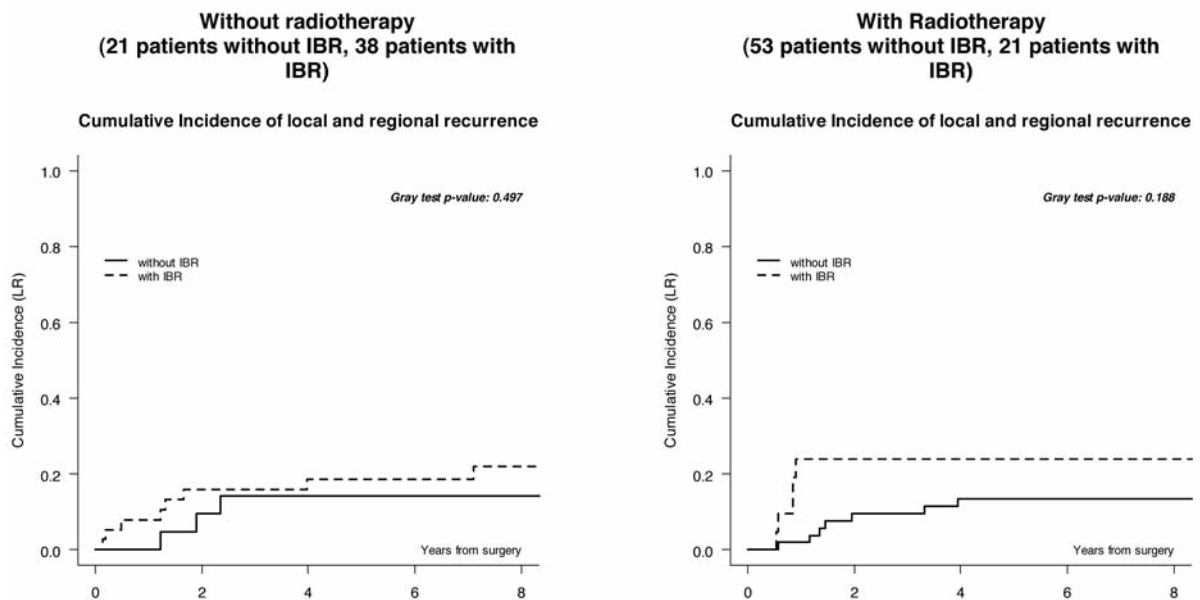 Without radiotherapy
(21 patients without IBR, 38 patients with
IBR)
Cumulative Incidence of local and regional recurrence
Gray test p-value: 0.497
without IBR
with IBR
Cumulative Incidence (LR)
1.0
0.8
0.6
0.4
0.2
0.0
Years from surgery
0 2 4 6 8
With Radiotherapy
(53 patients without IBR, 21 patients with
IBR)
Cumulative Incidence of local and regional recurrence
Gray test p-value: 0.188
without IBR
with IBR
Cumulative Incidence (LR)
1.0
0.8
0.6
0.4
0.2
0.0
Years from surgery
0 2 4 6 8